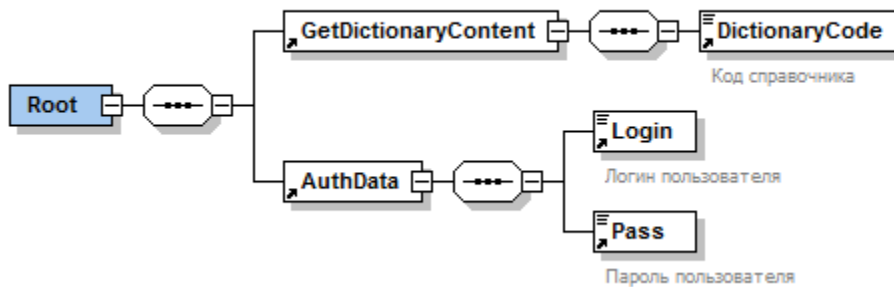 GetDictionaryContent
DictionaryCode
Код справочника
Root
Login
Логин пользователя
AuthData
Pass
Пароль пользователя